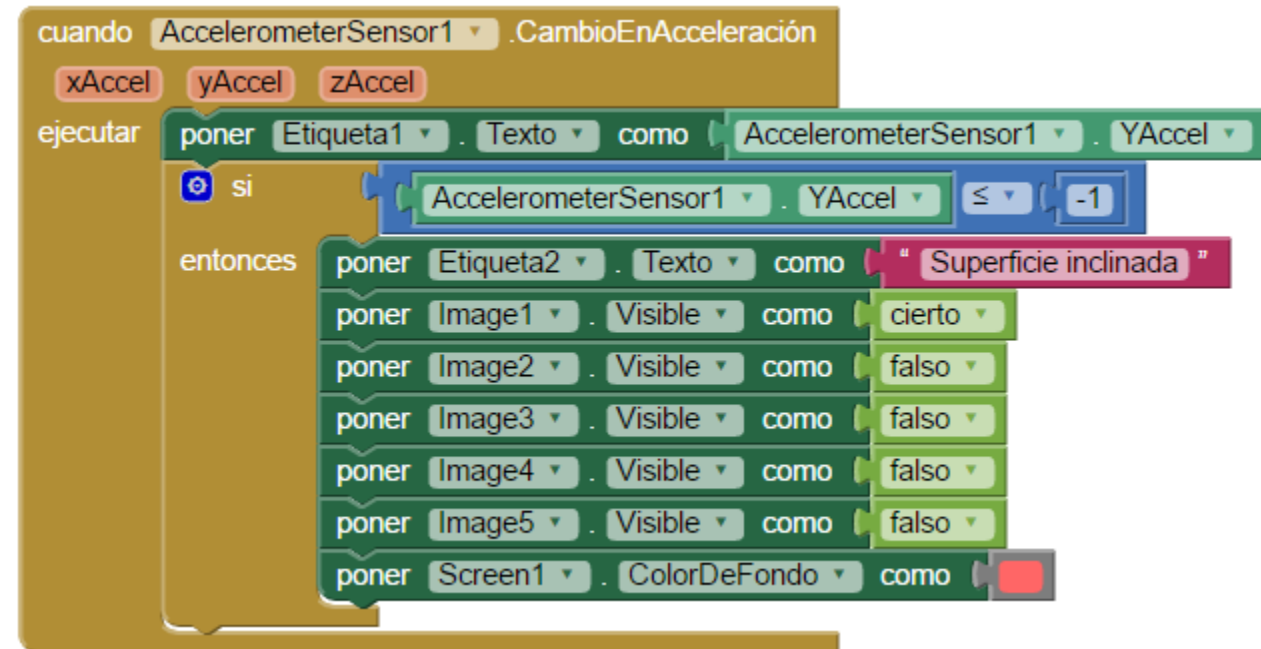 cuando AccelerometerSensor1 .CambioEnAcceleración
xAccel yAccel zAccel
ejecutar poner Etiqueta1 . Texto como AccelerometerSensor1 . YAccel
si AccelerometerSensor1 . YAccel ≤ -1
entonces poner Etiqueta2 . Texto como " Superficie inclinada "
poner Image1 . Visible como cierto
poner Image2 . Visible como falso
poner Image3 . Visible como falso
poner Image4 . Visible como falso
poner Image5 . Visible como falso
poner Screen1 . ColorDeFondo como